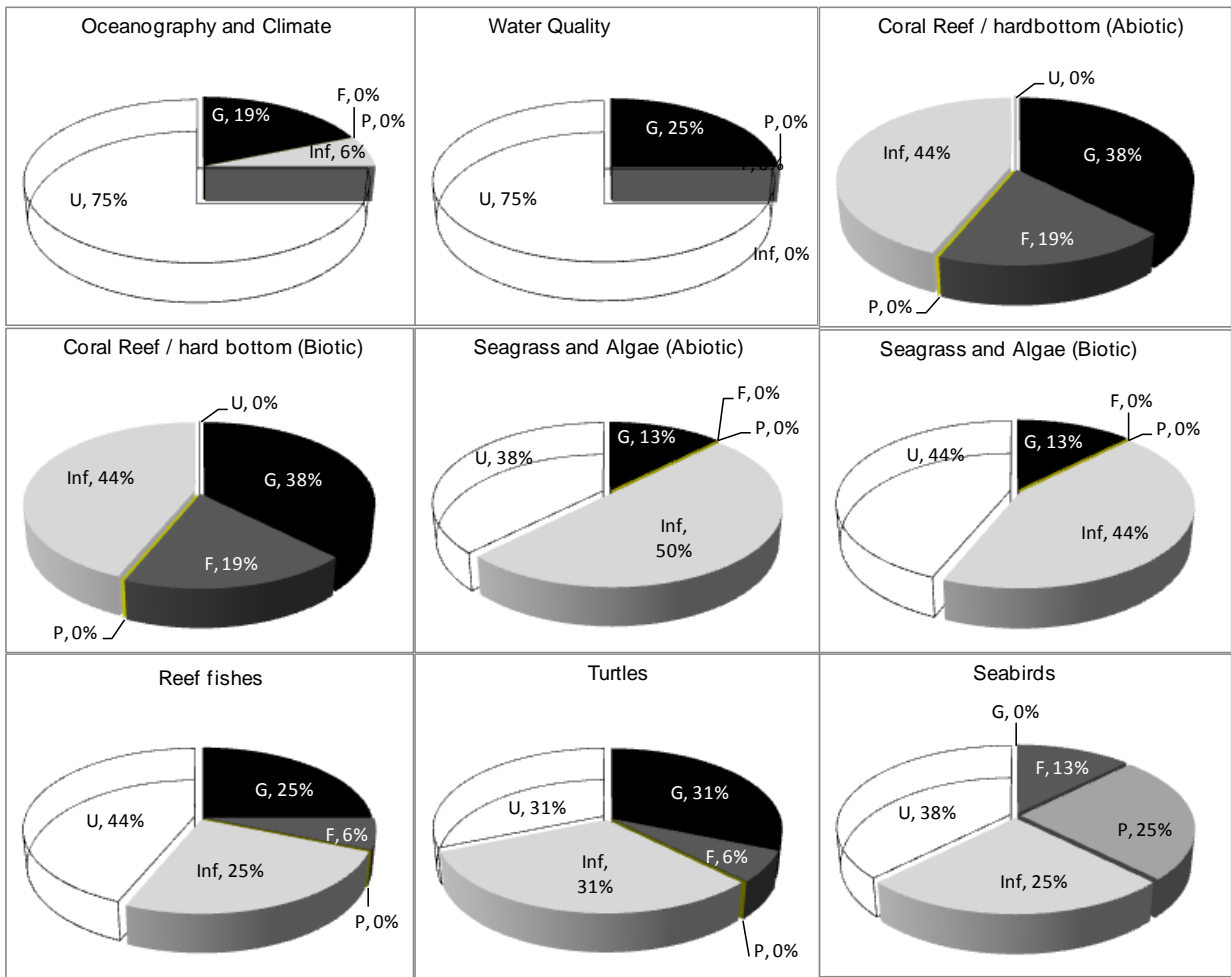 Oceanography and Climate
G, 19%
F, 0%
P, 0%
Inf, 6%
U, 75%
Water Quality
G, 25%
P, 0%
F, 0%
U, 75%
Inf, 0%
Coral Reef / hardbottom (Abiotic)
U, 0%
Inf, 44%
G, 38%
F, 19%
P, 0%
Coral Reef / hard bottom (Biotic)
U, 0%
Inf, 44%
G, 38%
F, 19%
P, 0%
Seagrass and Algae (Abiotic)
F, 0%
P, 0%
G, 13%
U, 38%
Inf,
50%
Seagrass and Algae (Biotic)
F, 0%
P, 0%
G, 13%
U, 44%
Inf, 44%
Reef fishes
G, 25%
U, 44%
F, 6%
Inf, 25%
P, 0%
Turtles
U, 31%
G, 31%
F, 6%
Inf,
31%
P, 0%
Seabirds
G, 0%
F, 13%
U, 38%
P, 25%
Inf, 25%